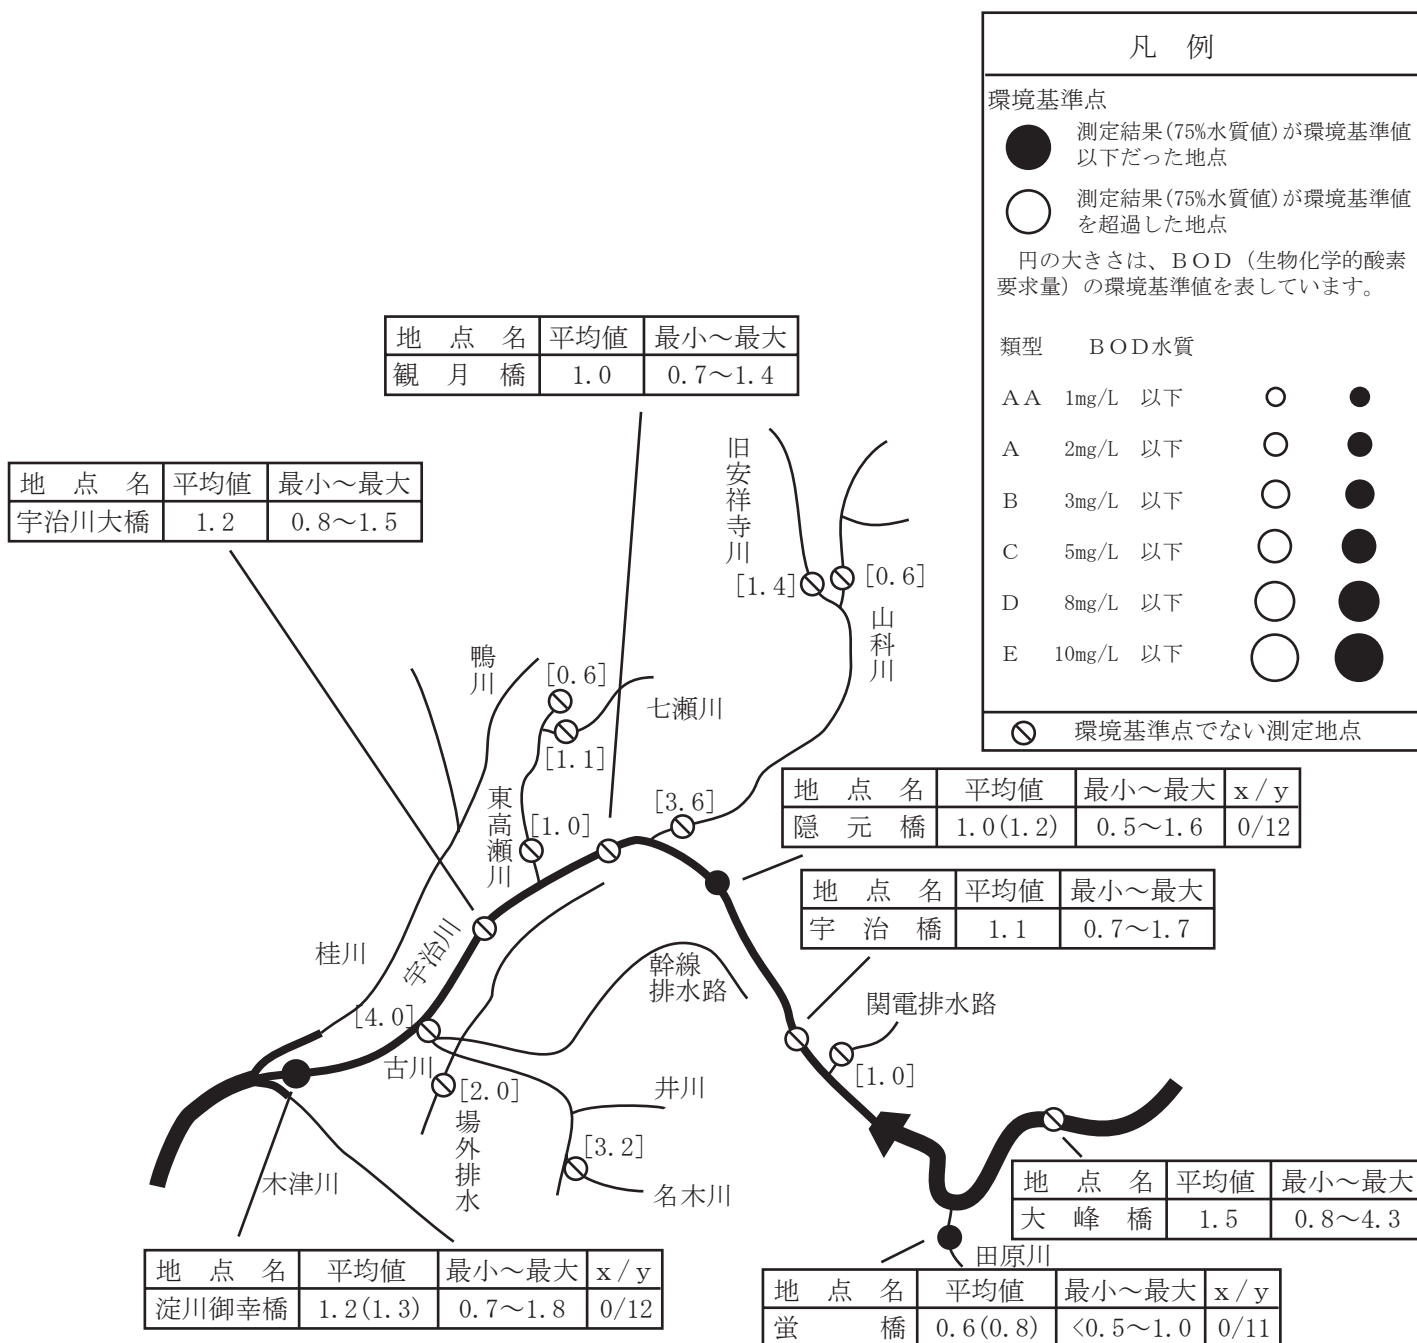 凡 例
環境基準点
測定結果(75%水質値)が環境基準値
以下だった地点
測定結果(75%水質値)が環境基準値
を超過した地点
円の大きさは、BOD（生物化学的酸素
要求量）の環境基準値を表しています。
類型 BOD水質
AA 1mg/L 以下
A 2mg/L 以下
B 3mg/L 以下
C 5mg/L 以下
D 8mg/L 以下
E 10mg/L 以下
環境基準点でない測定地点
地点名 平均値 最小～最大
観月橋 1.0 0.7～1.4
地点名 平均値 最小～最大
宇治川大橋 1.2 0.8～1.5
旧安祥寺川
[1.4]
[0.6]
山科川
鴨川
[0.6]
七瀬川
[1.1]
東高瀬川
[1.0]
[3.6]
地点名 平均値 最小～最大 x/y
隠元橋 1.0(1.2) 0.5～1.6 0/12
地点名 平均値 最小～最大
宇治橋 1.1 0.7～1.7
桂川
宇治川
幹線
排水路
関電排水路
[4.0]
古川
[2.0]
場外排水
井川
[1.0]
[3.2]
名木川
木津川
地点名 平均値 最小～最大
大峰橋 1.5 0.8～4.3
田原川
地点名 平均値 最小～最大 x/y
淀川御幸橋 1.2(1.3) 0.7～1.8 0/12
地点名 平均値 最小～最大 x/y
蛍橋 0.6(0.8) <0.5～1.0 0/11